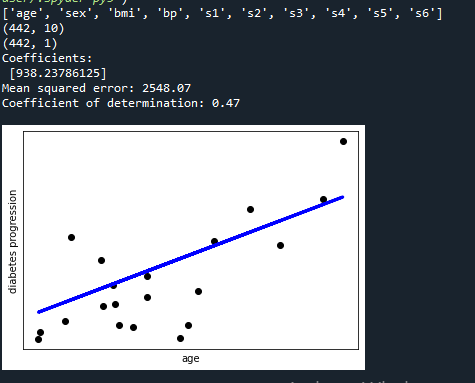 ['age', 'sex', 'bmi', 'bp', 's1', 's2', 's3', 's4', 's5', 's6']
(442, 10)
(442, 1)
Coefficients:
[938.23786125]
Mean squared error: 2548.07
Coefficient of determination: 0.47
diabetes progression
age